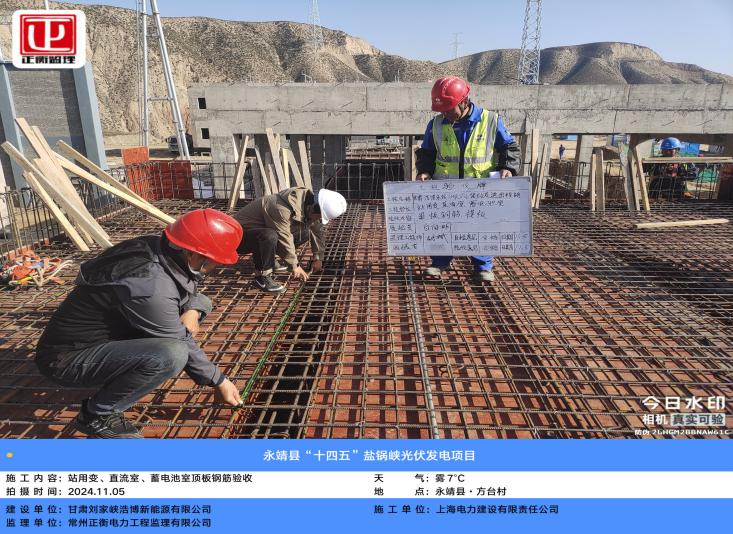 正衡监理
梁板钢筋、模板
今日水印
相机 真实可验
防伪 2LHGM2BBNAW61C
永靖县“十四五”盐锅峡光伏发电项目
施工内容：站用变、直流室、蓄电池室顶板钢筋验收
天气：雾 7℃
拍摄时间：2024.11.05
地点：永靖县·方台村
建设单位：甘肃刘家峡浩博新能源有限公司
施工单位：上海电力建设有限责任公司
监理单位：常州正衡电力工程监理有限公司